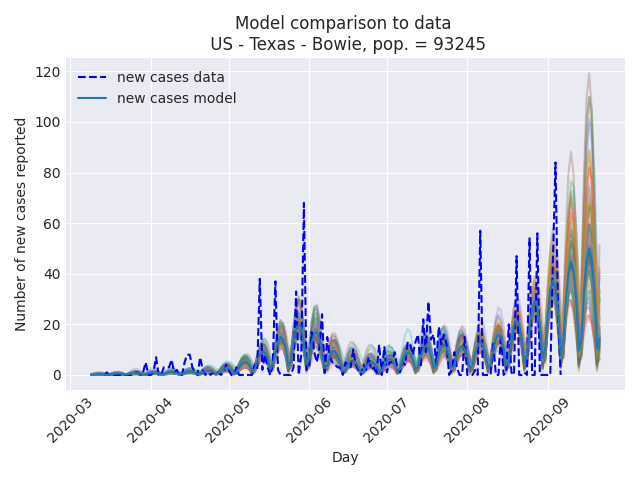 Model comparison to data
US - Texas - Bowie, pop. = 93245
new cases data
new cases model
Number of new cases reported
120
100
80
60
40
20
0
2020-03
2020-04
2020-05
2020-06
2020-07
2020-08
2020-09
Day